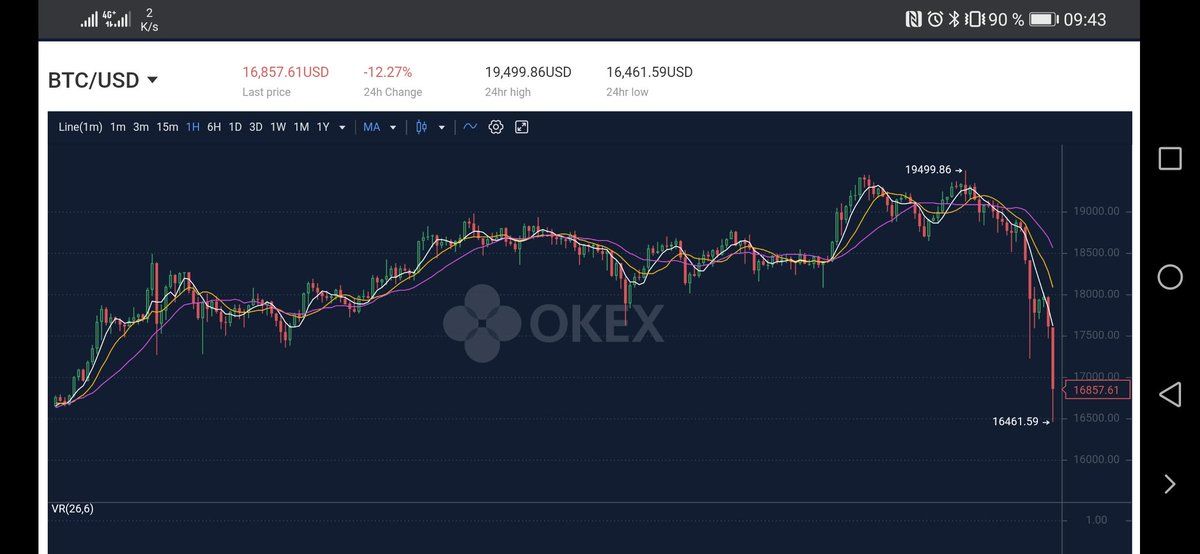 4G+ 2 K/s 90 % 09:43
BTC/USD 16,857.61USD -12.27% 19,499.86USD 16,461.59USD
Last price 24h Change 24hr high 24hr low
Line(1m) 1m 3m 15m 1H 6H 1D 3D 1W 1M 1Y MA
19499.86
19000.00
18500.00
18000.00
OKEX
17500.00
17000.00
16857.61
16500.00
16461.59
16000.00
VR(26,6)
1.00